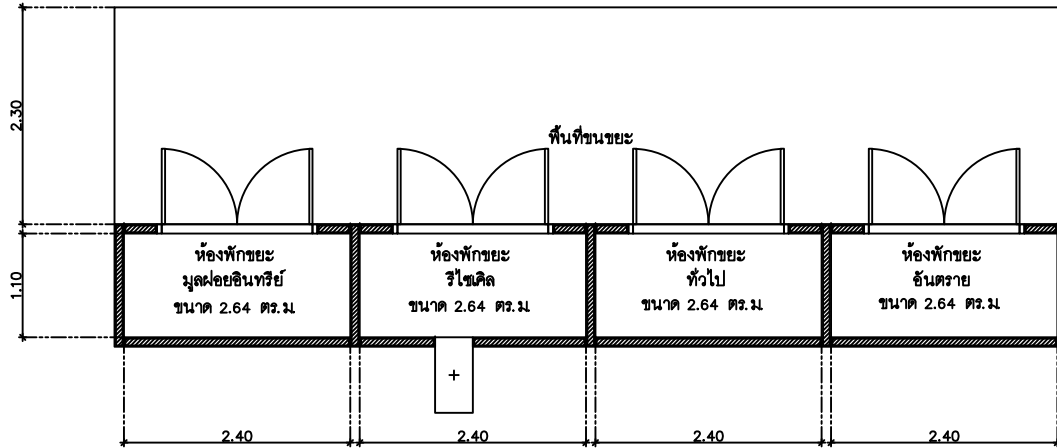 2.30
พื้นที่ขนขยะ
1.10
ห้องพักขยะ
มูลฝอยอินทรีย์
ขนาด 2.64 ตร.ม.
ห้องพักขยะ
รีไซเคิล
ขนาด 2.64 ตร.ม.
ห้องพักขยะ
ทั่วไป
ขนาด 2.64 ตร.ม.
ห้องพักขยะ
อันตราย
ขนาด 2.64 ตร.ม.
2.40
2.40
2.40
2.40